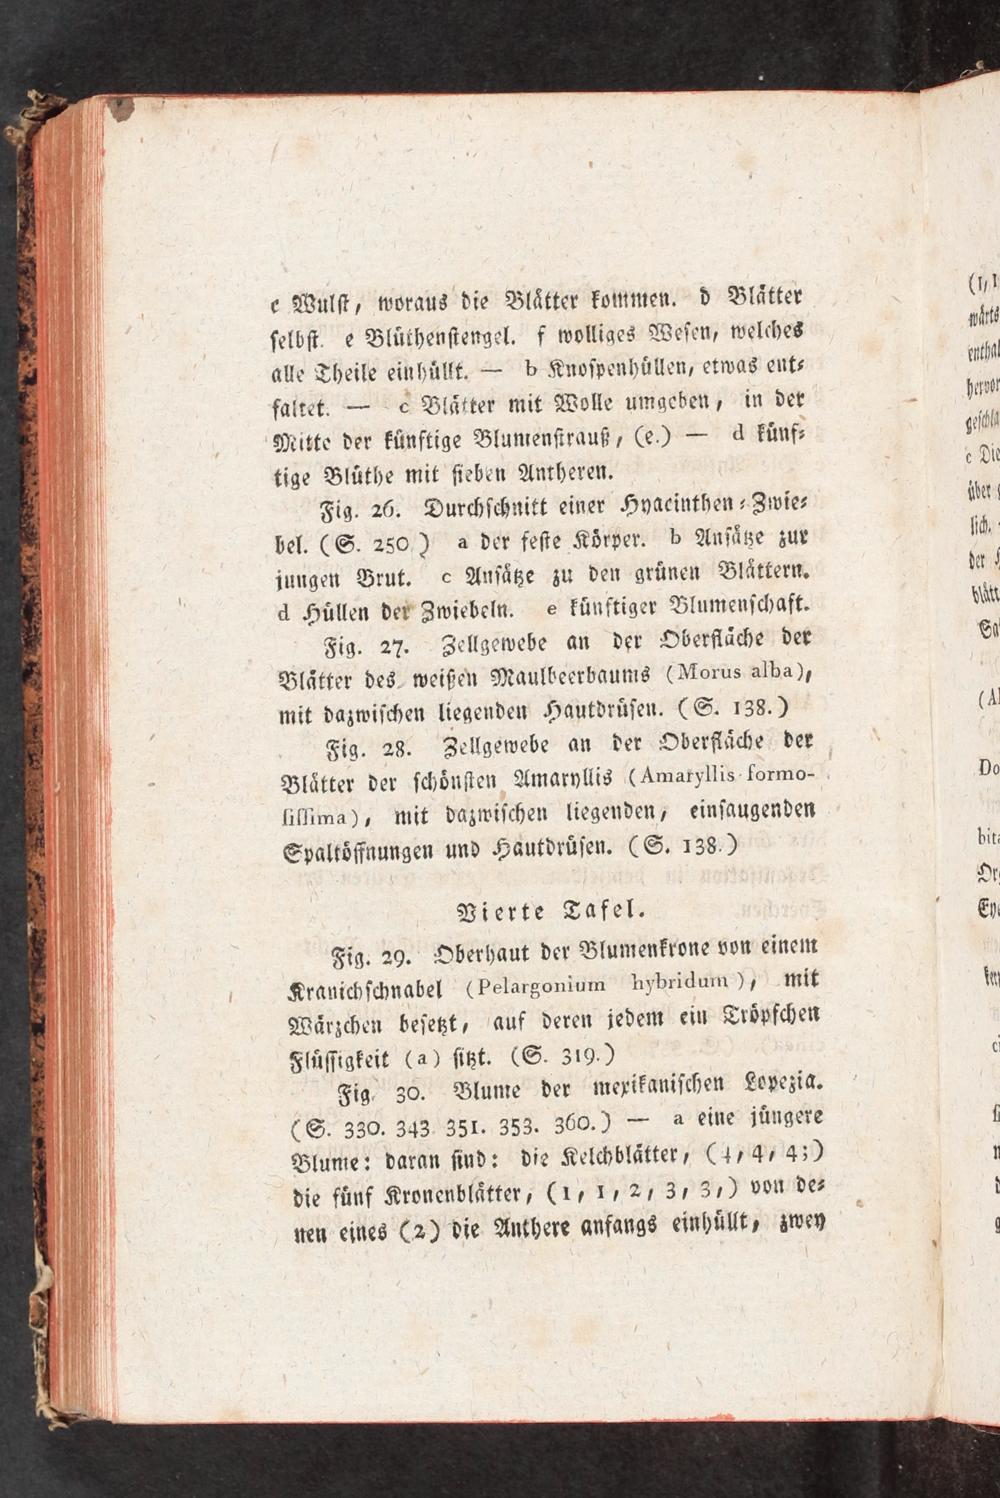 c Wulst, woraus die Blätter kommen. d Blätter
selbst. e Blüthenstengel. f wolliges Wesen, welches
alle Theile einhüllt. — b Knospenhüllen, etwas ent⸗
faltet. — c Blätter mit Wolle umgeben, in der
Mitte der künftige Blumenstrauß, (e.) — d künf⸗
tige Blüthe mit sieben Antheren.
Fig. 26. Durchschnitt einer Hyacinthen⸗Zwie⸗
bel. (S. 250 ) a der feste Körper. b Ansätze zur
jungen Brut. c Ansätze zu den grünen Blättern.
d Hüllen der Zwiebeln. e künftiger Blumenschaft.
Fig. 27. Zellgewebe an der Oberfläche der
Blätter des weißen Maulbeerbaums (Morus alba),
mit dazwischen liegenden Hautdrüsen. (S. 138.)
Fig. 28. Zellgewebe an der Oberfläche der
Blätter der schönsten Amaryllis (Amaryllis formo-
sissima), mit dazwischen liegenden, einsaugenden
Spaltöffnungen und Hautdrüsen. (S. 138.)
Vierte Tafel.
Fig. 29. Oberhaut der Blumenkrone von einem
Kranichschnabel (Pelargonium hybridum), mit
Wärzchen besetzt, auf deren jedem ein Tröpfchen
Flüssigkeit (a) sitzt. (S. 319.)
Fig. 30. Blume der mexikanischen Lopezia.
(S. 330. 343 351. 353. 360.) — a eine jüngere
Blume: daran sind: die Kelchblätter, (4, 4, 4;)
die fünf Kronenblätter, (1, 1, 2, 3, 3,) von de⸗
nen eines (2) die Anthere anfangs einhüllt, zwey